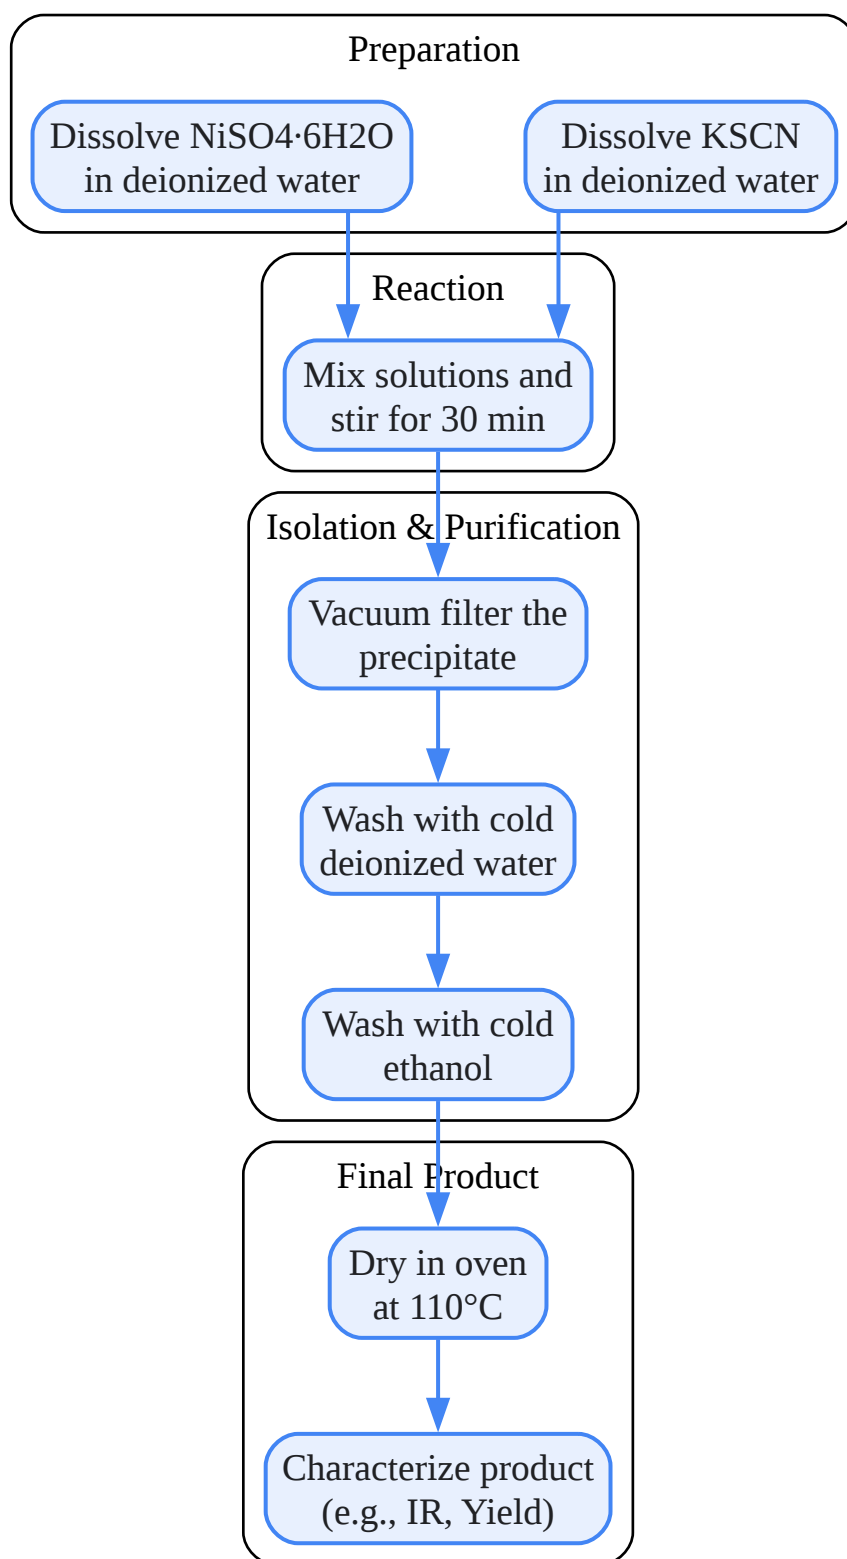 Preparation
Dissolve NiSO4·6H2O
in deionized water
Dissolve KSCN
in deionized water
Reaction
Mix solutions and
stir for 30 min
Isolation & Purification
Vacuum filter the
precipitate
Wash with cold
deionized water
Wash with cold
ethanol
Final Product
Dry in oven
at 110°C
Characterize product
(e.g., IR, Yield)